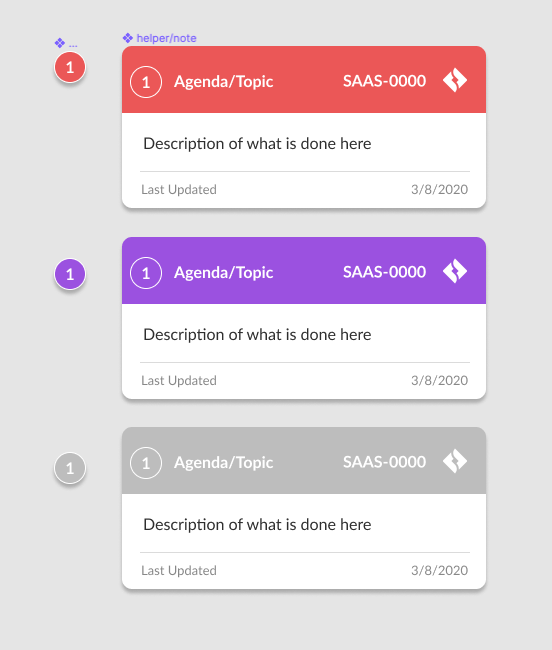 ...
helper/note
1
1 Agenda/Topic SAAS-0000
Description of what is done here
Last Updated 3/8/2020
1
1 Agenda/Topic SAAS-0000
Description of what is done here
Last Updated 3/8/2020
1
1 Agenda/Topic SAAS-0000
Description of what is done here
Last Updated 3/8/2020